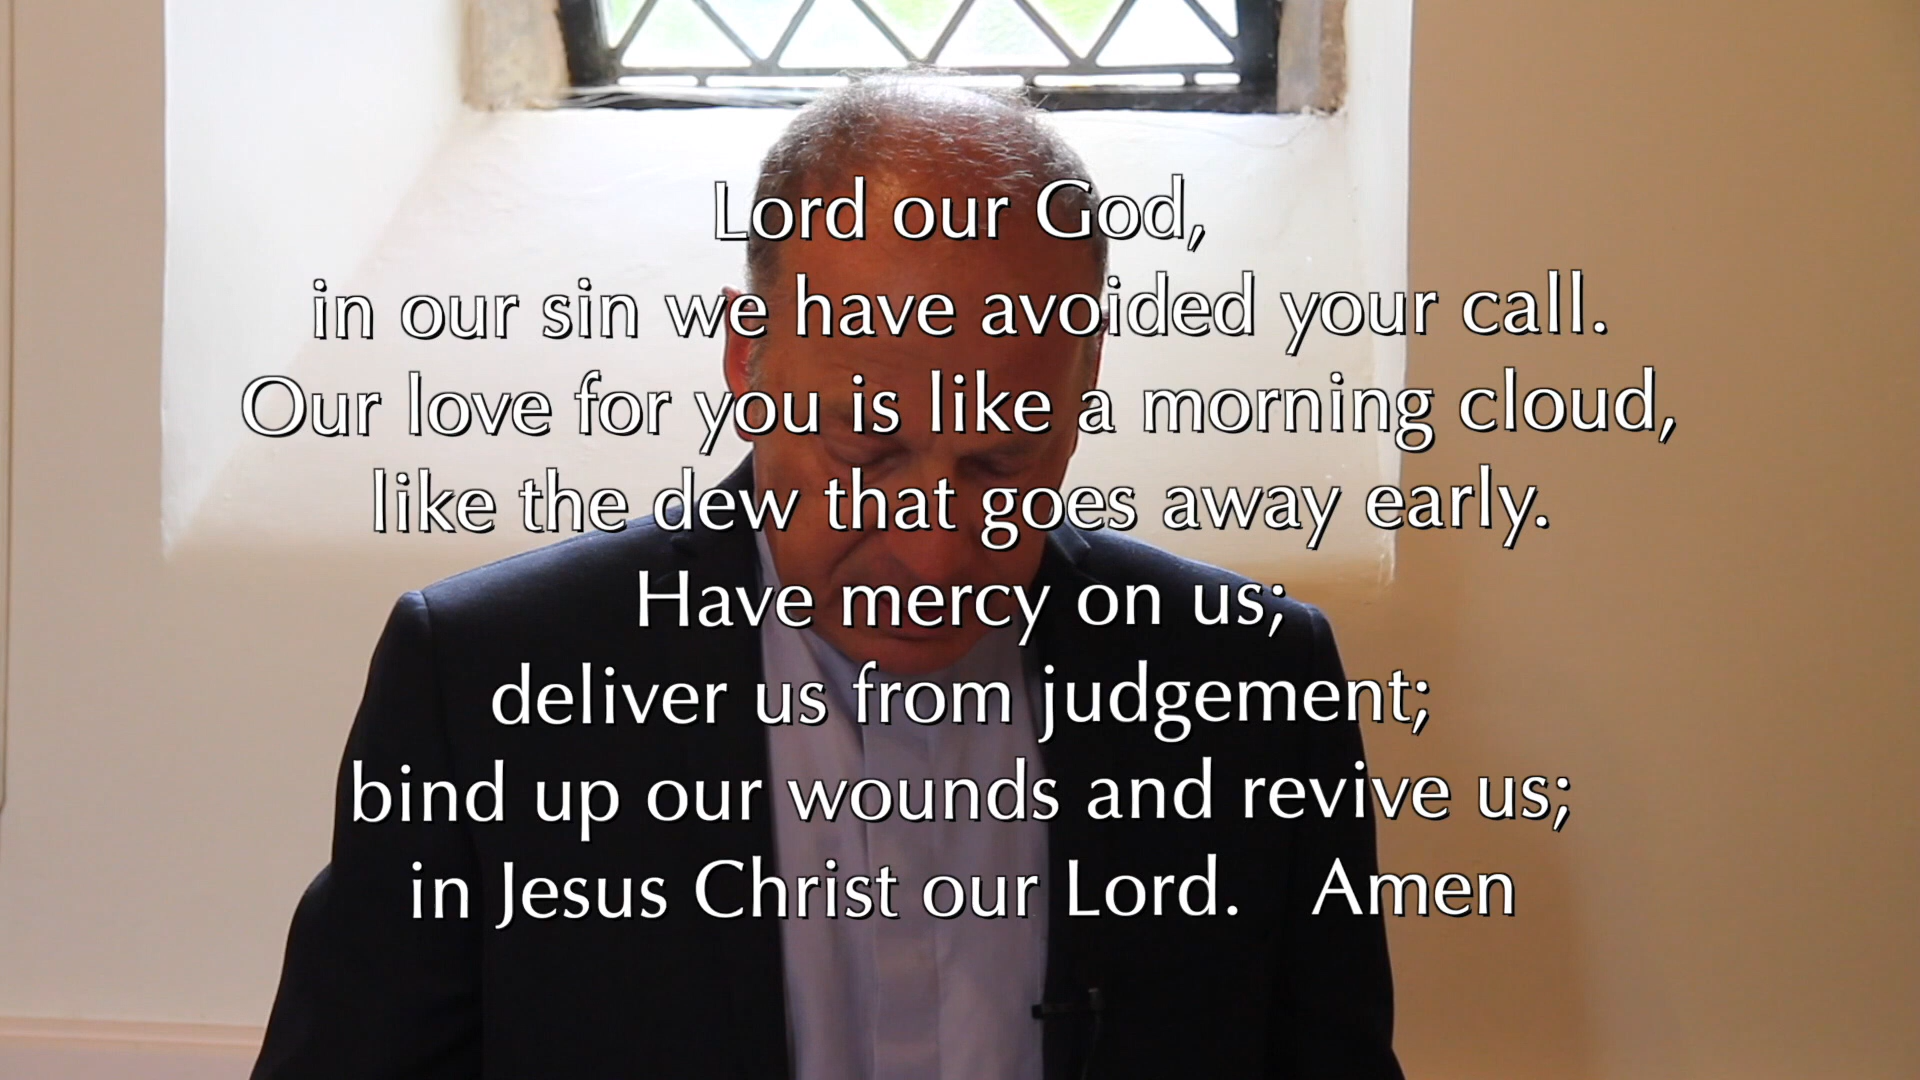 Lord our God,
in our sin we have avoided your call.
Our love for you is like a morning cloud,
like the dew that goes away early.
Have mercy on us;
deliver us from judgement;
bind up our wounds and revive us;
in Jesus Christ our Lord. Amen